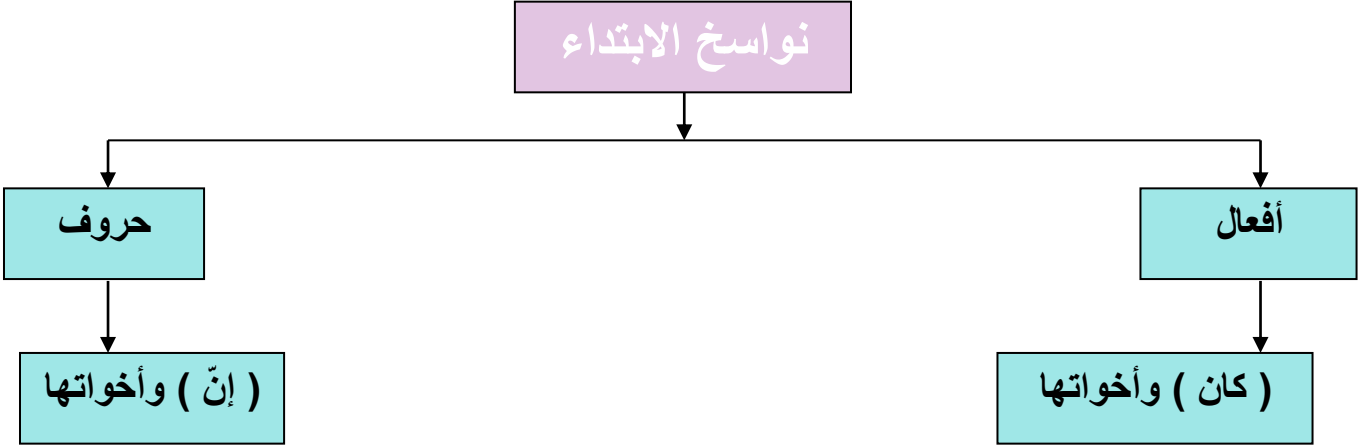 نواسخ الابتداء
أفعال
حروف
( كان ) وأخواتها
( إنّ ) وأخواتها